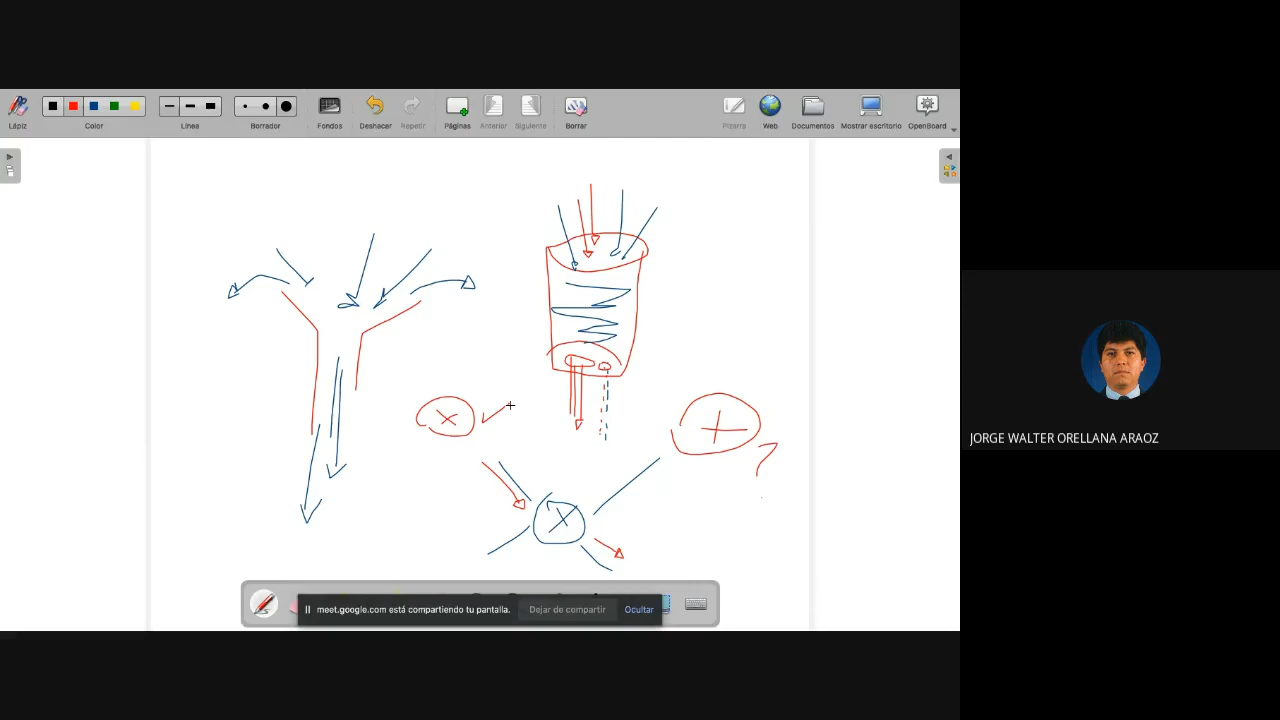 Lápiz
Color
Línea
Borrador
Fondos
Deshacer
Repetir
Páginas
Anterior
Siguiente
Borrar
Pizarra
Web
Documentos
Mostrar escritorio
OpenBoard
?
JORGE WALTER ORELLANA ARAOZ
meet.google.com está compartiendo tu pantalla.
Dejar de compartir
Ocultar